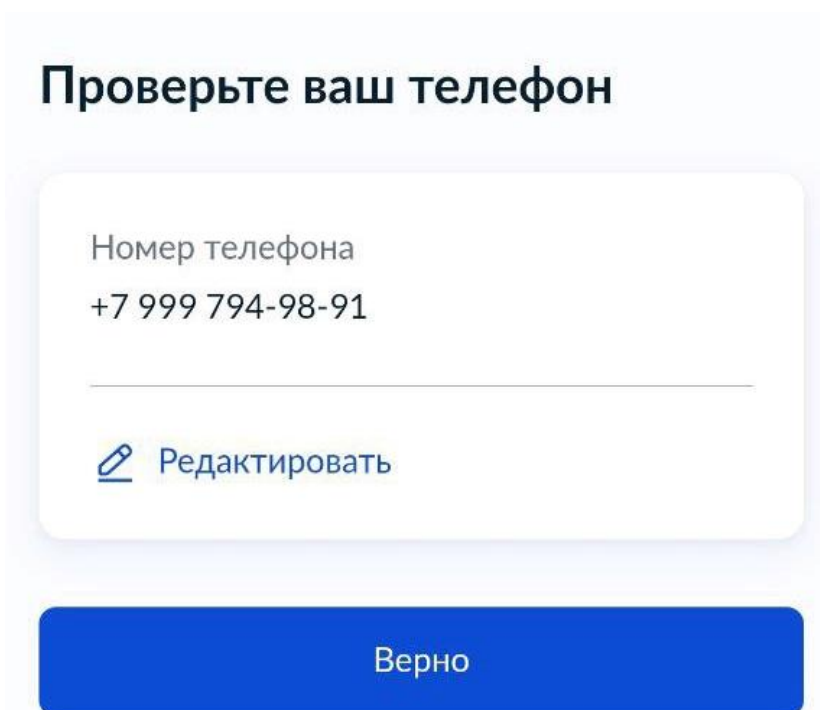 Проверьте ваш телефон
Номер телефона
+7 999 794-98-91
Редактировать
Верно